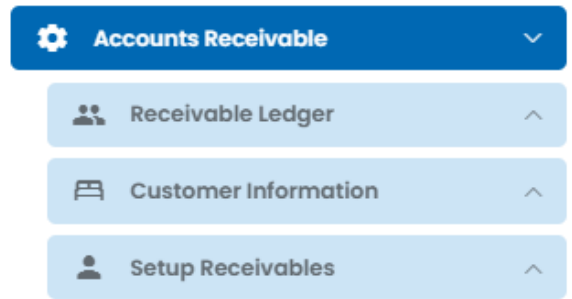 Accounts Receivable
Receivable Ledger
Customer Information
Setup Receivables